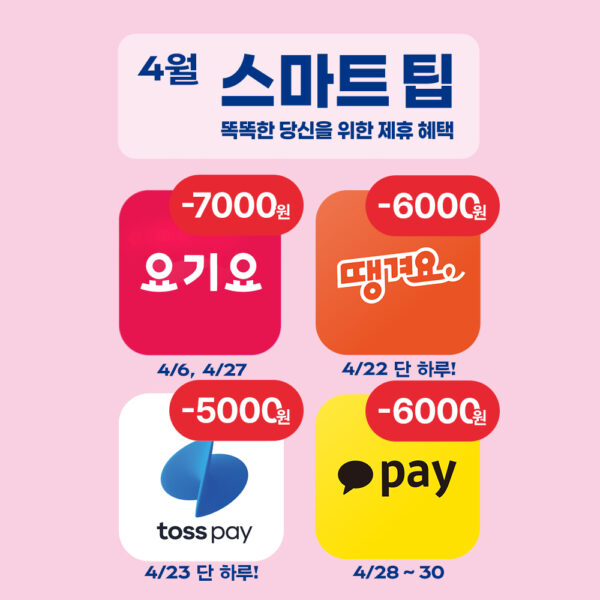 4월 스마트 팁
똑똑한 당신을 위한 제휴 혜택
-7000원
요기요
4/6, 4/27
-6000원
땡겨요
4/22 단 하루!
-5000원
toss pay
4/23 단 하루!
-6000원
pay
4/28 ~ 30